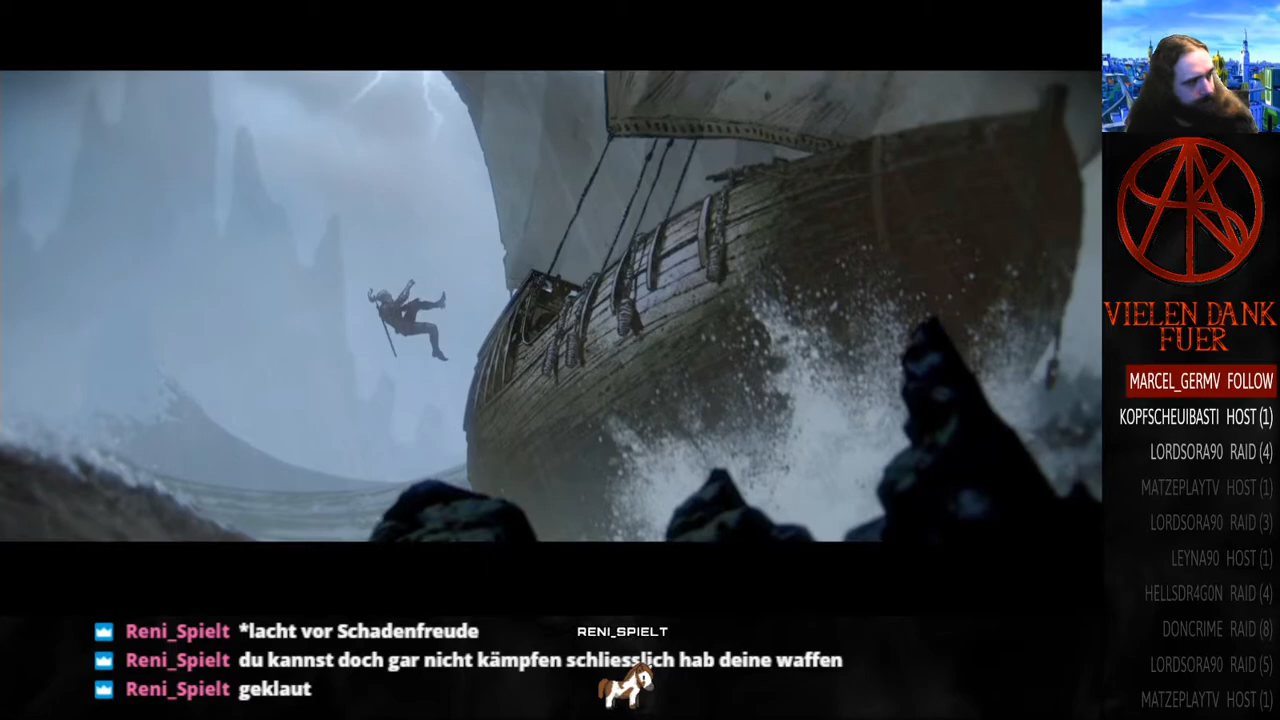 VIELEN DANK
FUER
MARCEL_GERMV FOLLOW
KOPFSCHEUIBASTI HOST (1)
LORDSORA90 RAID (4)
MATZEPLAYTV HOST (1)
LORDSORA90 RAID (3)
LEYNA90 HOST (1)
HELLSDR4G0N RAID (4)
DONCRIME RAID (8)
LORDSORA90 RAID (5)
MATZEPLAYTV HOST (1)
Reni_Spielt *lacht vor Schadenfreude
Reni_Spielt du kannst doch gar nicht kämpfen schliesslich hab deine waffen
Reni_Spielt geklaut
RENI_SPIELT